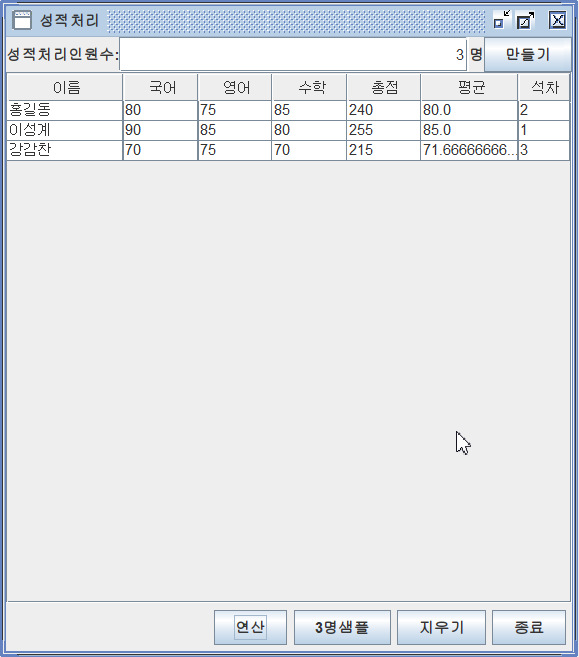 성적처리
성적처리인원수: 3 명 만들기
이름 국어 영어 수학 총점 평균 석차
홍길동 80 75 85 240 80.0 2
이성계 90 85 80 255 85.0 1
강감찬 70 75 70 215 71.66666666... 3
연산 3명샘플 지우기 종료